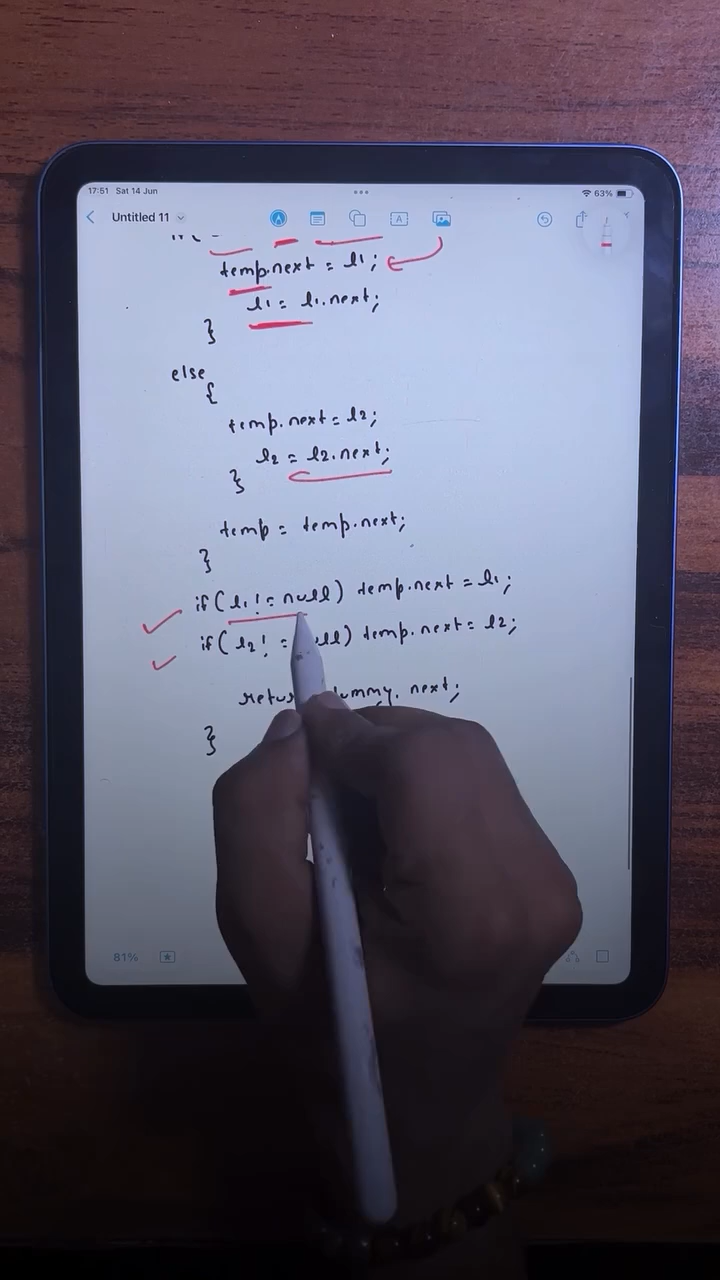 17:51 Sat 14 Jun
63%
Untitled 11
A
temp.next = l1;
l1 = l1.next;
}
else
{
temp.next = l2;
l2 = l2.next;
}
temp = temp.next;
}
if(l1 != null) temp.next = l1;
if(l2 != null) temp.next = l2;
return dummy. next;
}
81%